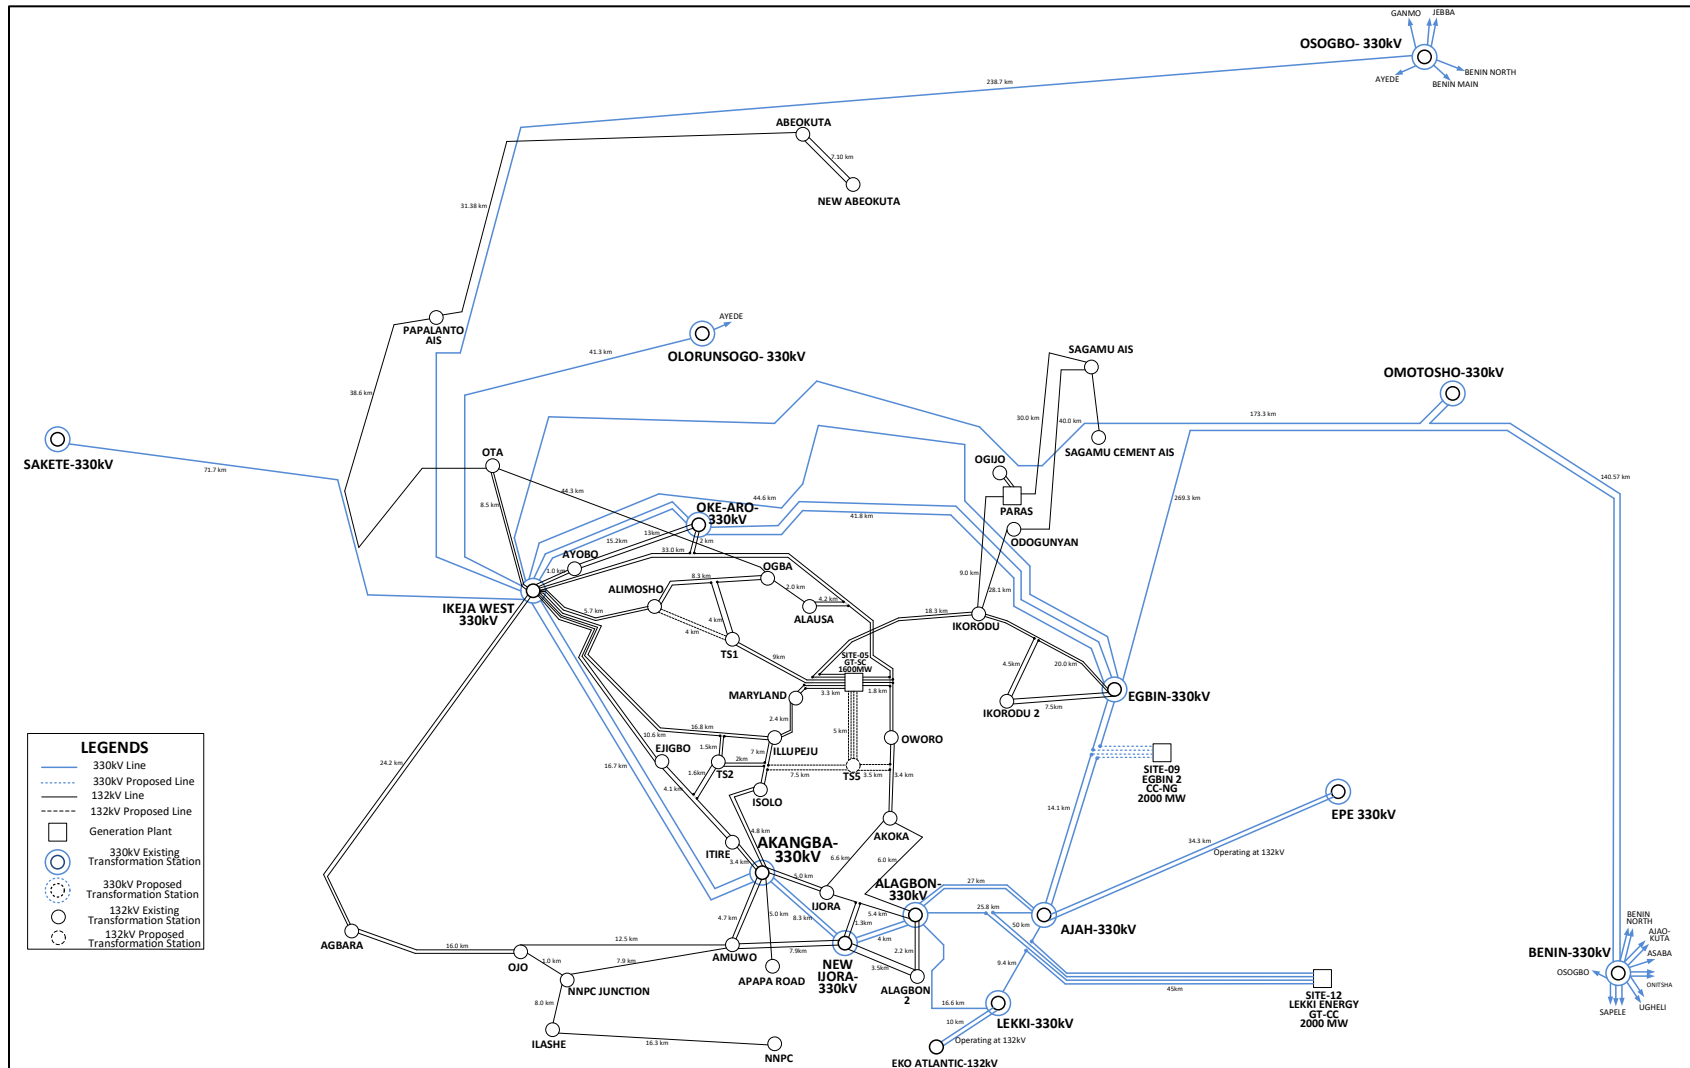 GANMO
JEBBA
OSOGBO- 330kV
AYEDE
BENIN NORTH
BENIN MAIN
238.7 km
ABEOKUTA
7.10 km
NEW ABEOKUTA
31.38 km
PAPALANTO
AIS
AYEDE
OLORUNSOGO- 330kV
41.3 km
SAGAMU AIS
OMOTOSHO-330kV
38.6 km
30.0 km
40.0 km
173.3 km
SAKETE-330kV
71.7 km
SAGAMU CEMENT AIS
OTA
8.5 km
44.3 km
44.6 km
OGIJO
PARAS
269.3 km
140.57 km
OKE-ARO-
330kV
41.8 km
13km
15.2km
2 km
33.0 km
ODOGUNYAN
AYOBO
1.0 km
OGBA
8.3 km
2.0 km
9.0 km
28.1 km
ALIMOSHO
4.2 km
ALAUSA
IKEJA WEST
330kV
5.7 km
4 km
4 km
TS1
9km
18.3 km
IKORODU
SITE-05
GT-SC
1600MW
4.5km
20.0 km
MARYLAND
3.3 km
1.8 km
EGBIN-330kV
IKORODU 2
7.5km
2.4 km
5 km
16.8 km
10.6 km
EJIGBO
1.5km
7 km
ILLUPEJU
OWORO
TS2
2km
1.6km
7.5 km
TS5
3.5 km
3.4 km
SITE-09
EGBIN 2
CC-NG
2000 MW
16.7 km
4.1 km
ISOLO
24.2 km
14.1 km
EPE 330kV
LEGENDS
330kV Line
330kV Proposed Line
132kV Line
132kV Proposed Line
Generation Plant
330kV Existing
Transformation Station
330kV Proposed
Transformation Station
132kV Existing
Transformation Station
132kV Proposed
Transformation Station
4.8 km
ITIRE
3.4 km
AKANGBA-
330kV
AKOKA
34.3 km
Operating at 132kV
6.6 km
6.0 km
5.0 km
IJORA
ALAGBON-
330kV
27 km
5.4 km
25.8 km
50 km
AJAH-330kV
4.7 km
5.0 km
8.3 km
1.3km
4 km
2.2 km
AGBARA
16.0 km
OJO
12.5 km
AMUWO
7.9km
3.5km
9.4 km
1.0 km
7.9 km
NNPC JUNCTION
APAPA ROAD
NEW
IJORA-
330kV
ALAGBON
2
45km
SITE-12
LEKKI ENERGY
GT-CC
2000 MW
8.0 km
16.6 km
LEKKI-330kV
10 km
Operating at 132kV
ILASHE
16.3 km
NNPC
EKO ATLANTIC-132kV
BENIN
NORTH
AJAO-
KUTA
BENIN-330kV
ASABA
OSOGBO
ONITSHA
UGHELI
SAPELE